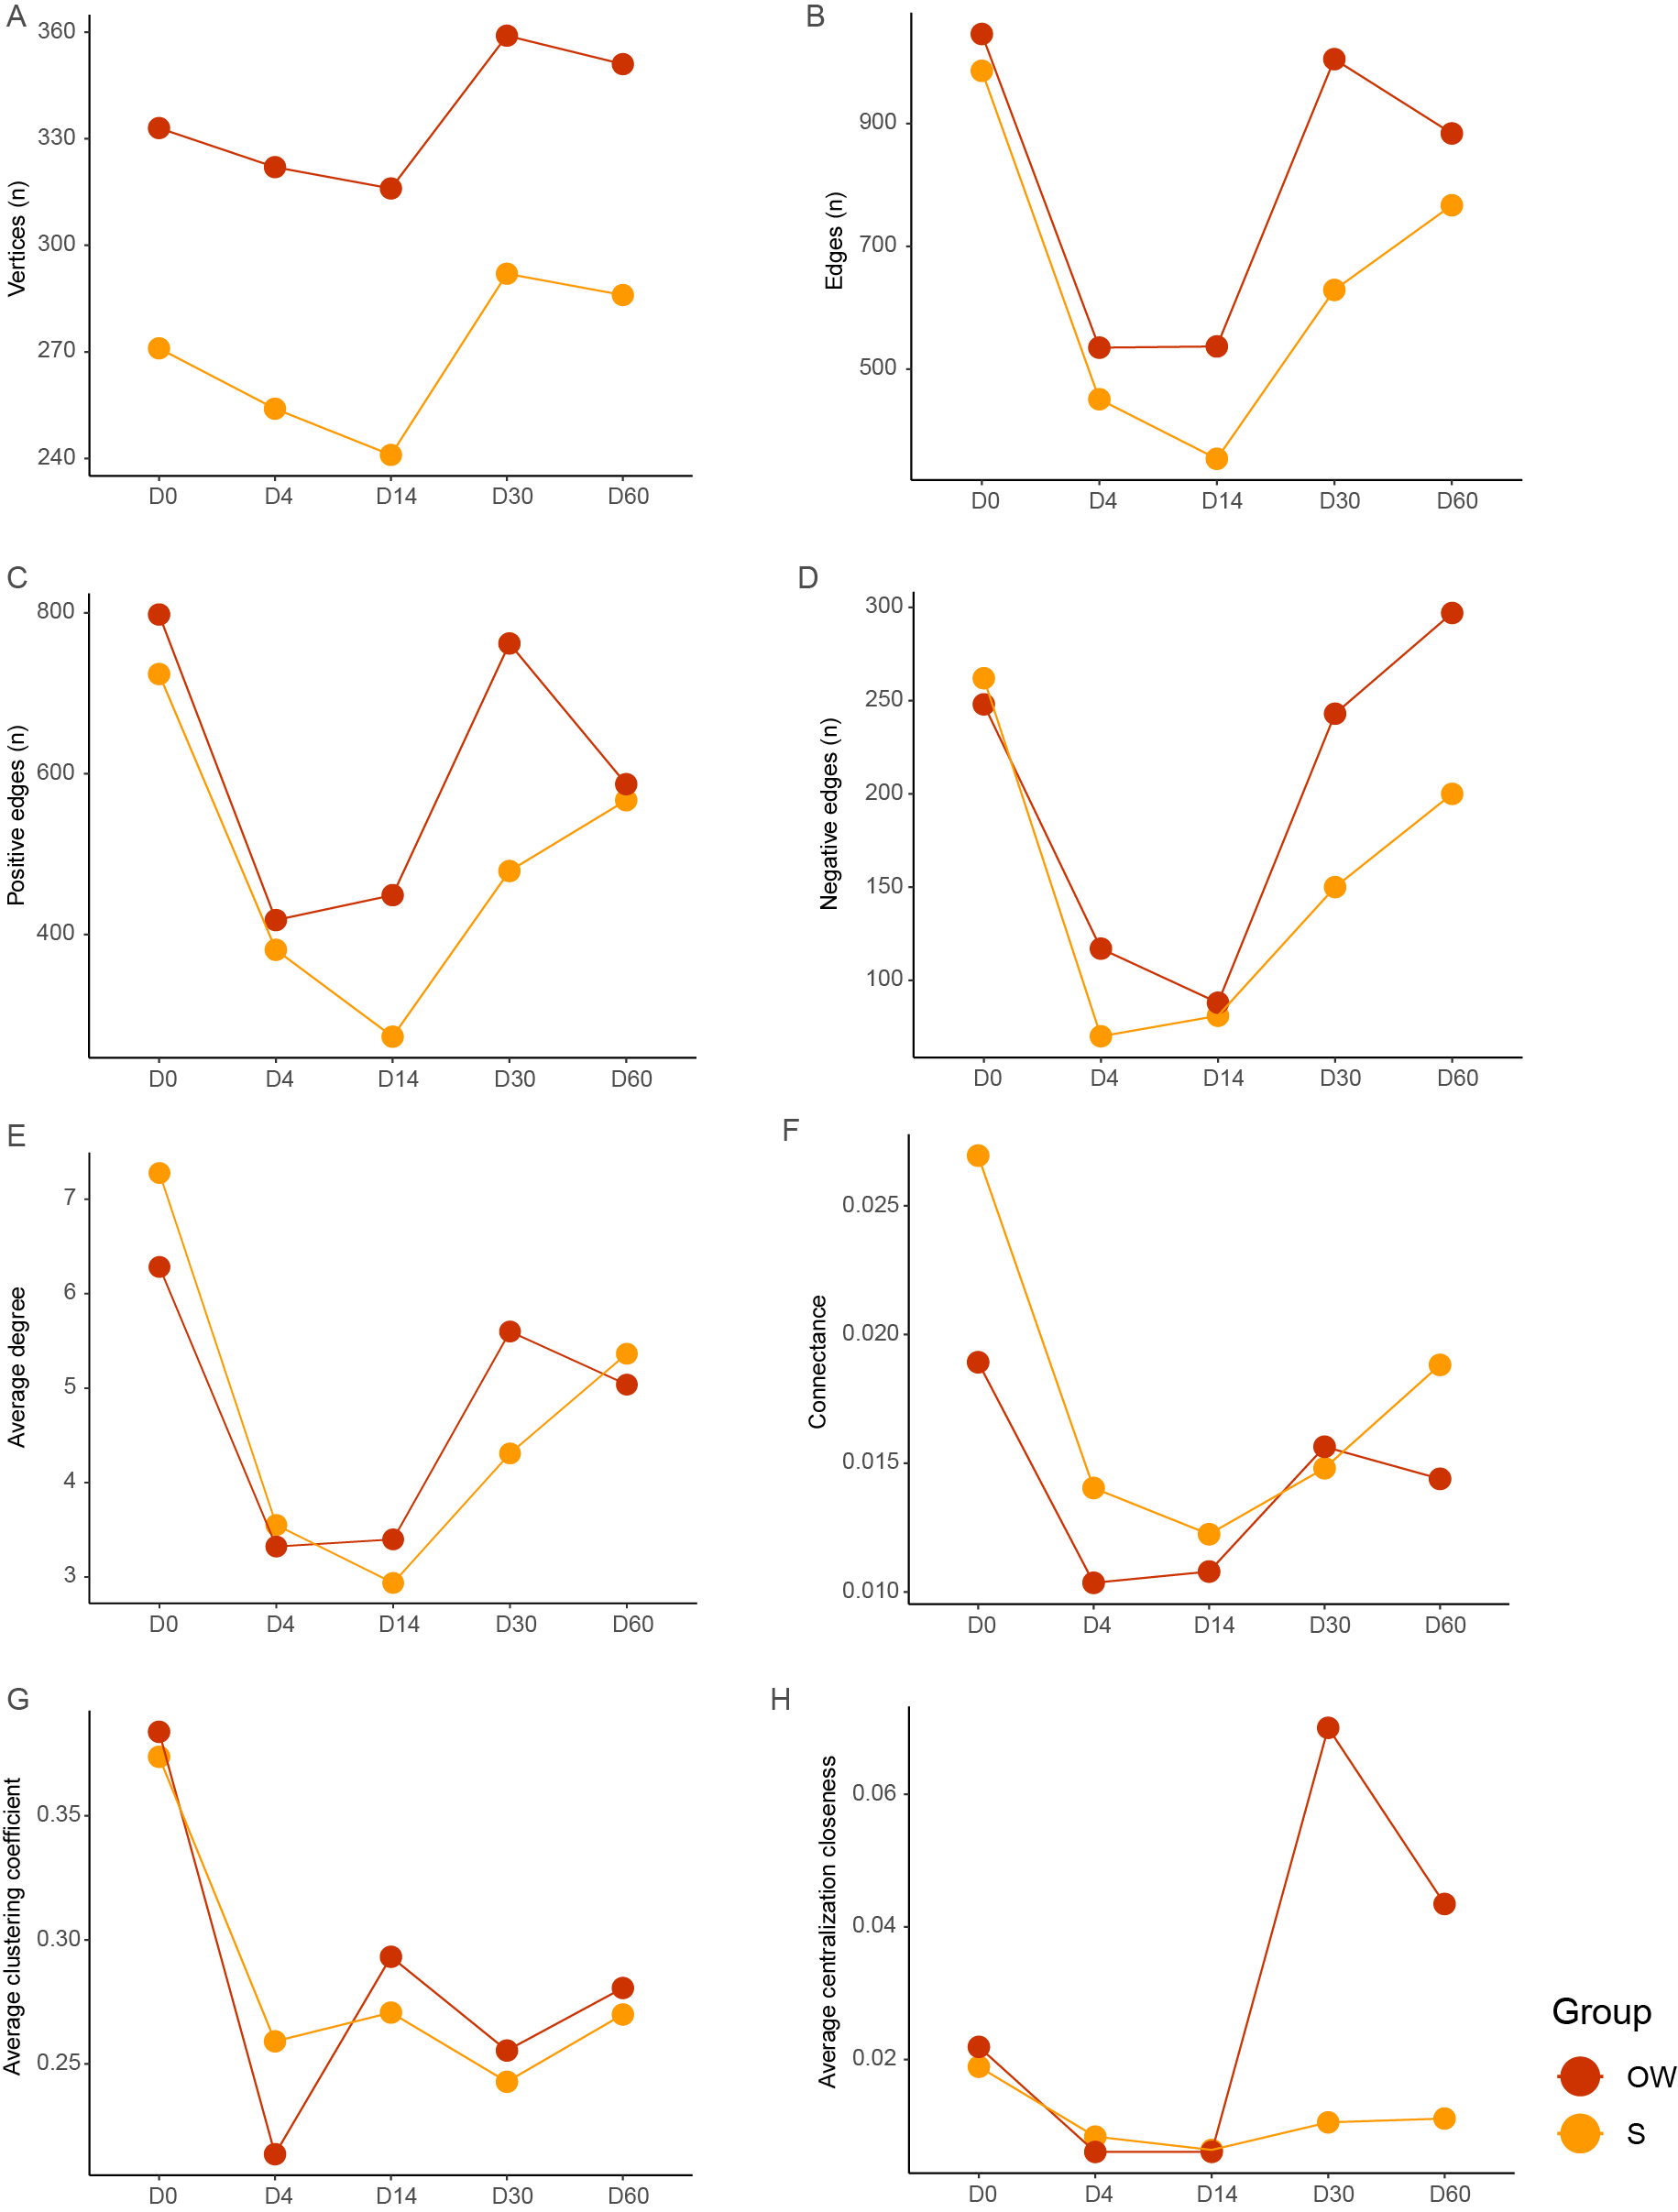 A
Vertices (n)
360
330
300
270
240
D0 D4 D14 D30 D60
B
Edges (n)
900
700
500
D0 D4 D14 D30 D60
C
Positive edges (n)
800
600
400
D0 D4 D14 D30 D60
D
Negative edges (n)
300
250
200
150
100
D0 D4 D14 D30 D60
E
Average degree
7
6
5
4
3
D0 D4 D14 D30 D60
F
Connectance
0.025
0.020
0.015
0.010
D0 D4 D14 D30 D60
G
Average clustering coefficient
0.35
0.30
0.25
D0 D4 D14 D30 D60
H
Average centralization closeness
0.06
0.04
0.02
D0 D4 D14 D30 D60
Group
OW
S